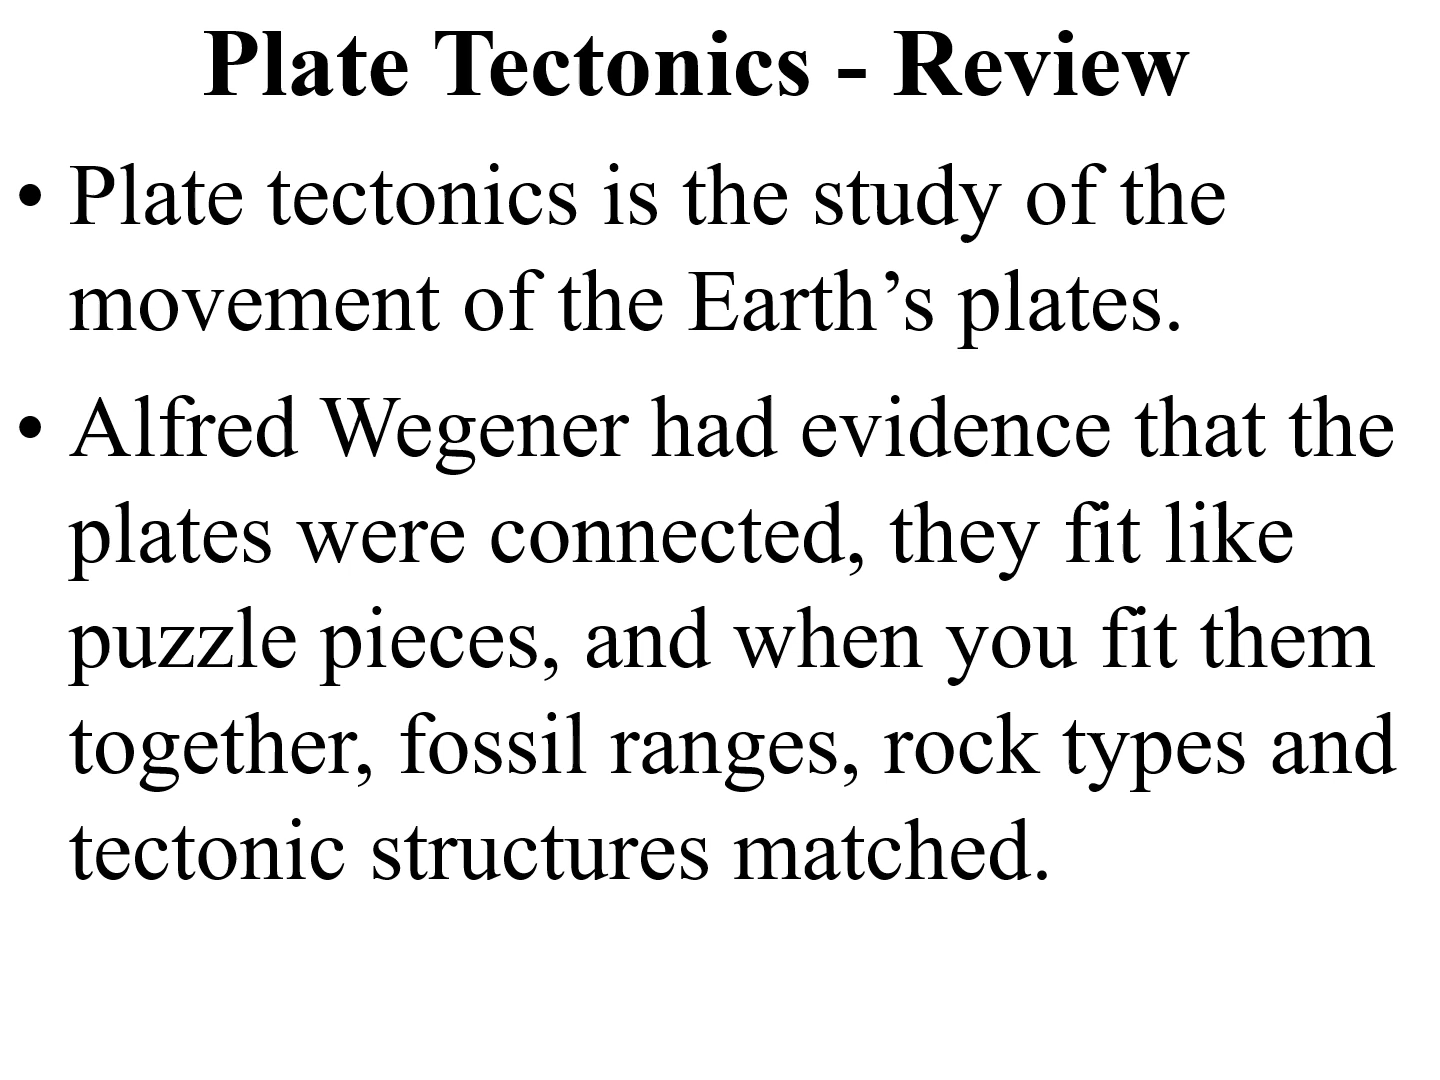 Plate Tectonics - Review
• Plate tectonics is the study of the
movement of the Earth’s plates.
• Alfred Wegener had evidence that the
plates were connected, they fit like
puzzle pieces, and when you fit them
together, fossil ranges, rock types and
tectonic structures matched.